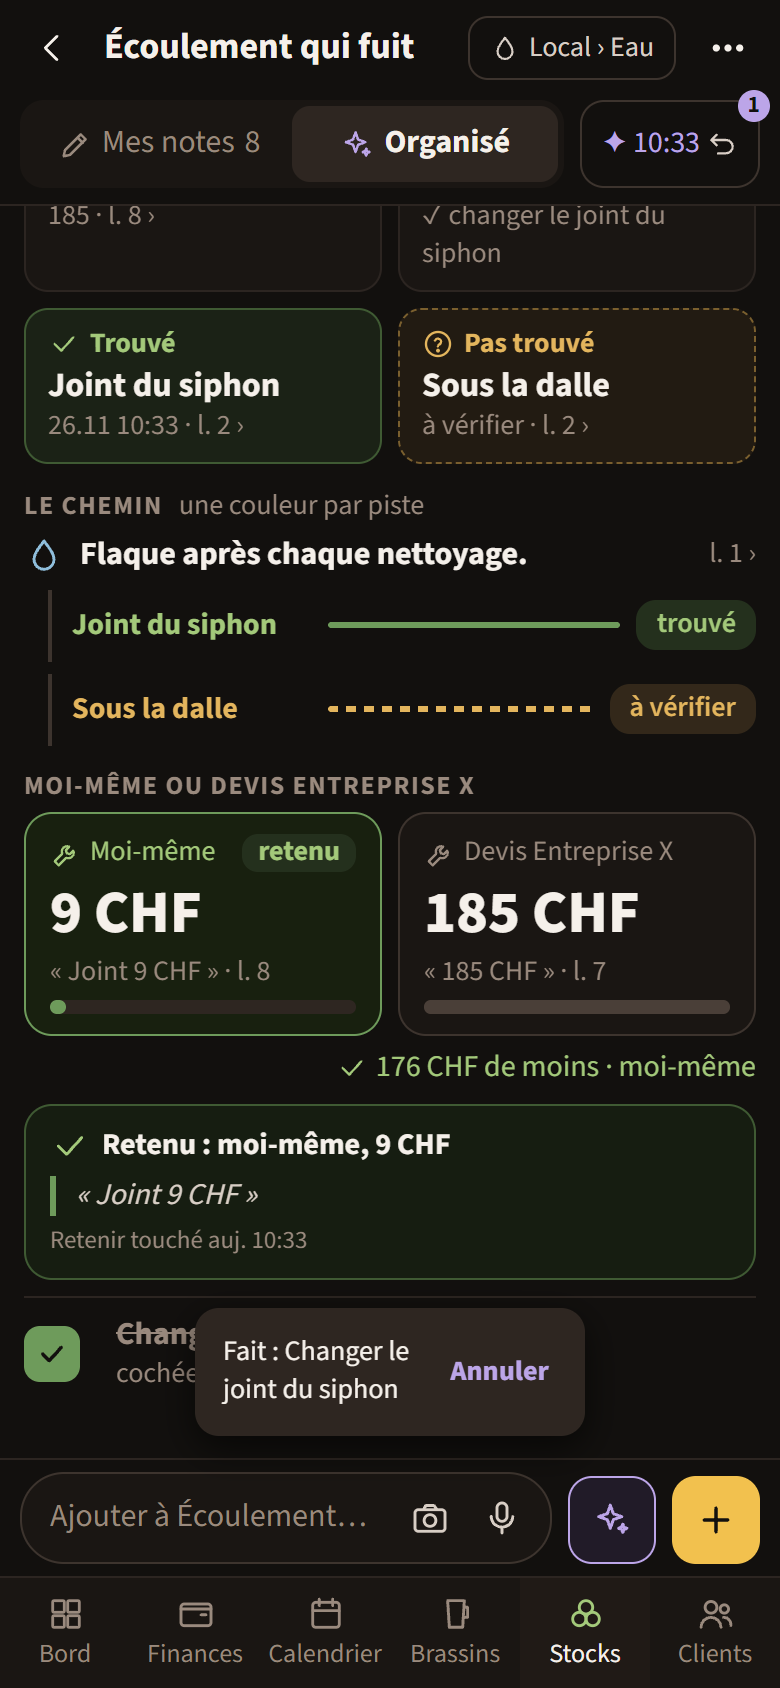 Écoulement qui fuit
Local › Eau
Mes notes 8
Organisé
10:33
1
185 · l. 8 ›
✓ changer le joint du
siphon
Trouvé
Joint du siphon
26.11 10:33 · l. 2 ›
Pas trouvé
Sous la dalle
à vérifier · l. 2 ›
LE CHEMIN une couleur par piste
Flaque après chaque nettoyage.
l. 1 ›
Joint du siphon
trouvé
Sous la dalle
à vérifier
MOI-MÊME OU DEVIS ENTREPRISE X
Moi-même
retenu
9 CHF
« Joint 9 CHF » · l. 8
Devis Entreprise X
185 CHF
« 185 CHF » · l. 7
✓ 176 CHF de moins · moi-même
Retenu : moi-même, 9 CHF
« Joint 9 CHF »
Retenir touché auj. 10:33
Chang
cochée
Fait : Changer le
joint du siphon
Annuler
Ajouter à Écoulement…
Bord
Finances
Calendrier
Brassins
Stocks
Clients